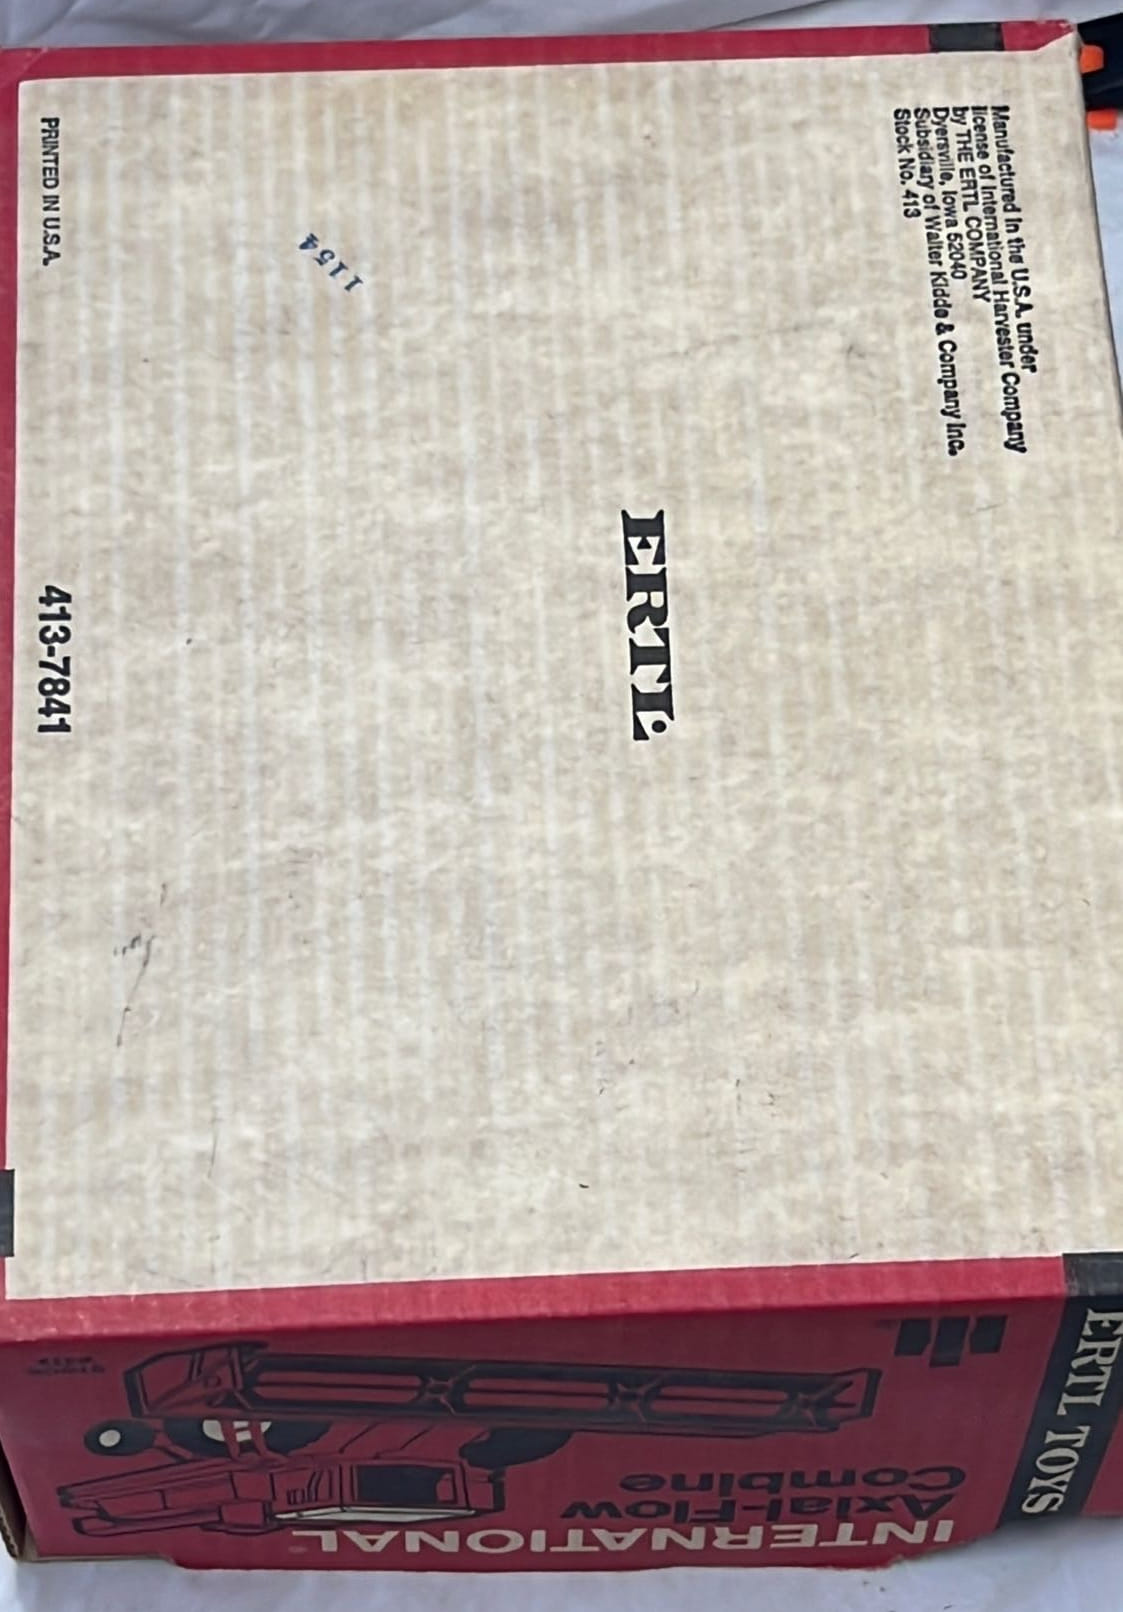 Manufactured in the U.S.A. under
license of International Harvester Company
by THE ERTL COMPANY
Dyersville, Iowa 52040
Subsidiary of Walter Kidde & Company Inc.
Stock No. 413
ERTL
1154
PRINTED IN U.S.A.
413-7841
ERTL TOYS
INTERNATIONAL
Axial-Flow
Combine